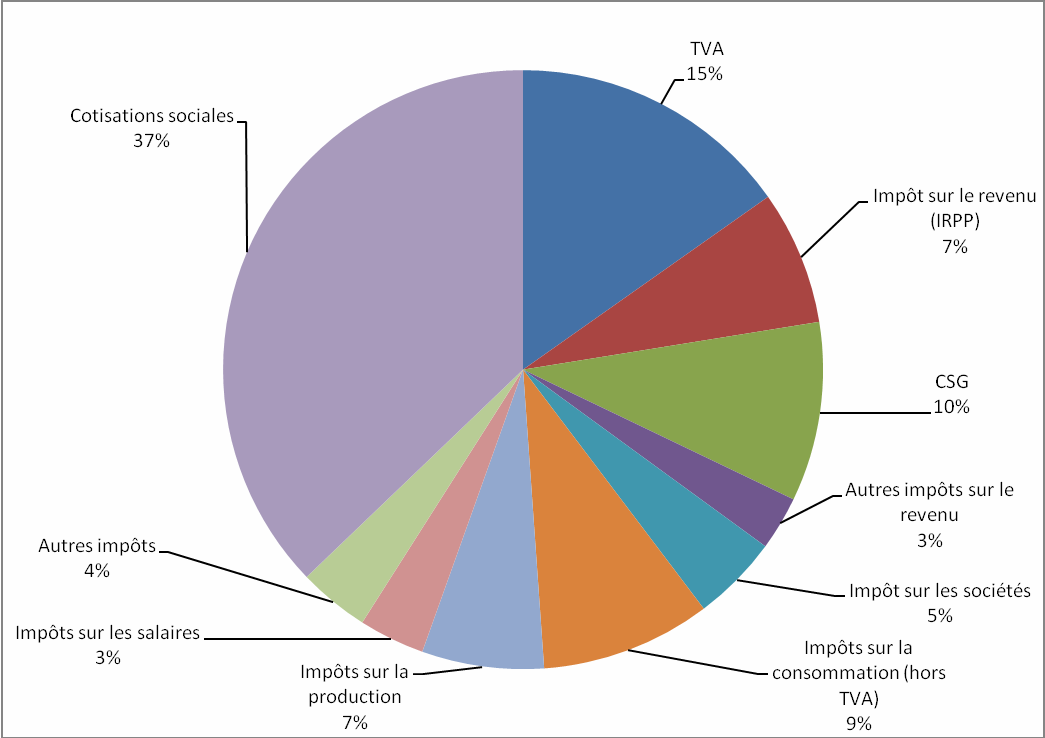 TVA
15%
Impôt sur le revenu
(IRPP)
7%
CSG
10%
Autres impôts sur le
revenu
3%
Impôt sur les sociétés
5%
Impôts sur la
consommation (hors
TVA)
9%
Impôts sur la
production
7%
Impôts sur les salaires
3%
Autres impôts
4%
Cotisations sociales
37%